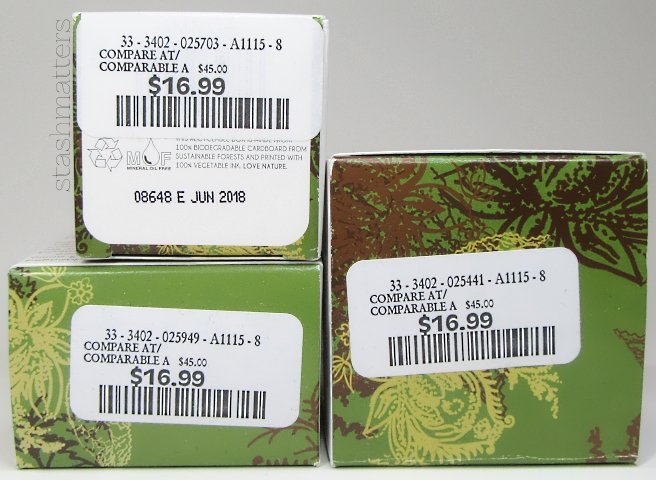 stashmatters
33 - 3402 - 025703 - A1115 - 8
COMPARE AT/
COMPARABLE A $45.00
$16.99
MOF
MINERAL OIL FREE
100% BIODEGRADABLE CARDBOARD FROM
SUSTAINABLE FORESTS AND PRINTED WITH
100% VEGETABLE INK. LOVE NATURE.
08648 E JUN 2018
33 - 3402 - 025949 - A1115 - 8
COMPARE AT/
COMPARABLE A $45.00
$16.99
33 - 3402 - 025441 - A1115 - 8
COMPARE AT/
COMPARABLE A $45.00
$16.99